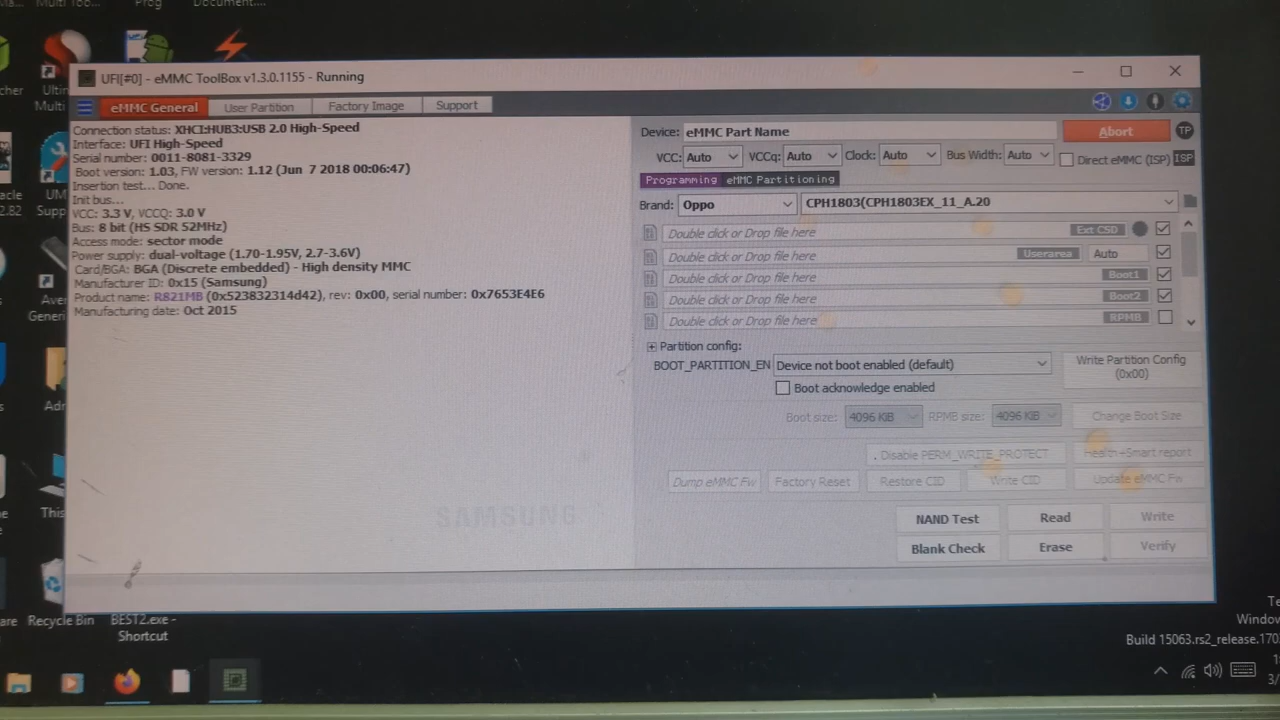 Multi Too...
Prog
Document....
UFI[#0] - eMMC ToolBox v1.3.0.1155 - Running
eMMC General
User Partition
Factory Image
Support
Connection status: XHCI:HUB3:USB 2.0 High-Speed
Interface: UFI High-Speed
Serial number: 0011-8081-3329
Boot version: 1.03, FW version: 1.12 (Jun 7 2018 00:06:47)
Insertion test... Done.
Init bus...
VCC: 3.3 V, VCCQ: 3.0 V
Bus: 8 bit (HS SDR 52MHz)
Access mode: sector mode
Power supply: dual-voltage (1.70-1.95V, 2.7-3.6V)
Card/BGA: BGA (Discrete embedded) - High density MMC
Manufacturer ID: 0x15 (Samsung)
Product name: R821MB (0x523832314d42), rev: 0x00, serial number: 0x7653E4E6
Manufacturing date: Oct 2015
SAMSUNG
Device: eMMC Part Name
Abort
TP
VCC: Auto VCCq: Auto Clock: Auto Bus Width: Auto Direct eMMC (ISP) ISP
Programming eMMC Partitioning
Brand: Oppo CPH1803(CPH1803EX_11_A.20
Double click or Drop file here Ext CSD
Double click or Drop file here Userarea Auto
Double click or Drop file here Boot1
Double click or Drop file here Boot2
Double click or Drop file here RPMB
Partition config:
BOOT_PARTITION_EN Device not boot enabled (default)
Write Partition Config
(0x00)
Boot acknowledge enabled
Boot size: 4096 KiB RPMB size: 4096 KiB Change Boot Size
. Disable PERM_WRITE_PROTECT Health+Smart report
Dump eMMC Fw Factory Reset Restore CID Write CID Update eMMC Fw
NAND Test Read Write
Blank Check Erase Verify
Recycle Bin
BEST2.exe -
Shortcut
This
Build 15063.rs2_release.170